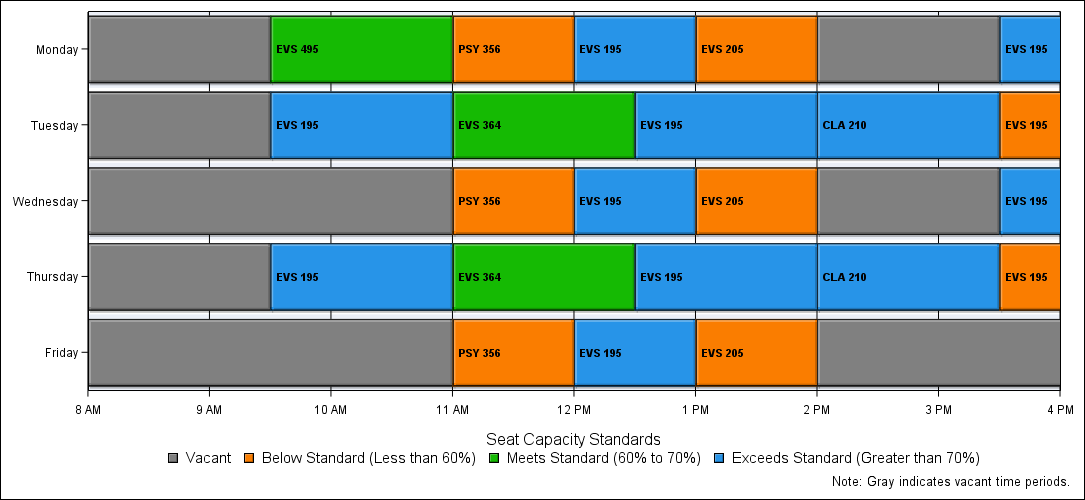 Monday EVS 495 PSY 356 EVS 195 EVS 205 EVS 195
Tuesday EVS 195 EVS 364 EVS 195 CLA 210 EVS 195
Wednesday PSY 356 EVS 195 EVS 205 EVS 195
Thursday EVS 195 EVS 364 EVS 195 CLA 210 EVS 195
Friday PSY 356 EVS 195 EVS 205
8 AM 9 AM 10 AM 11 AM 12 PM 1 PM 2 PM 3 PM 4 PM
Seat Capacity Standards
Vacant Below Standard (Less than 60%) Meets Standard (60% to 70%) Exceeds Standard (Greater than 70%)
Note: Gray indicates vacant time periods.